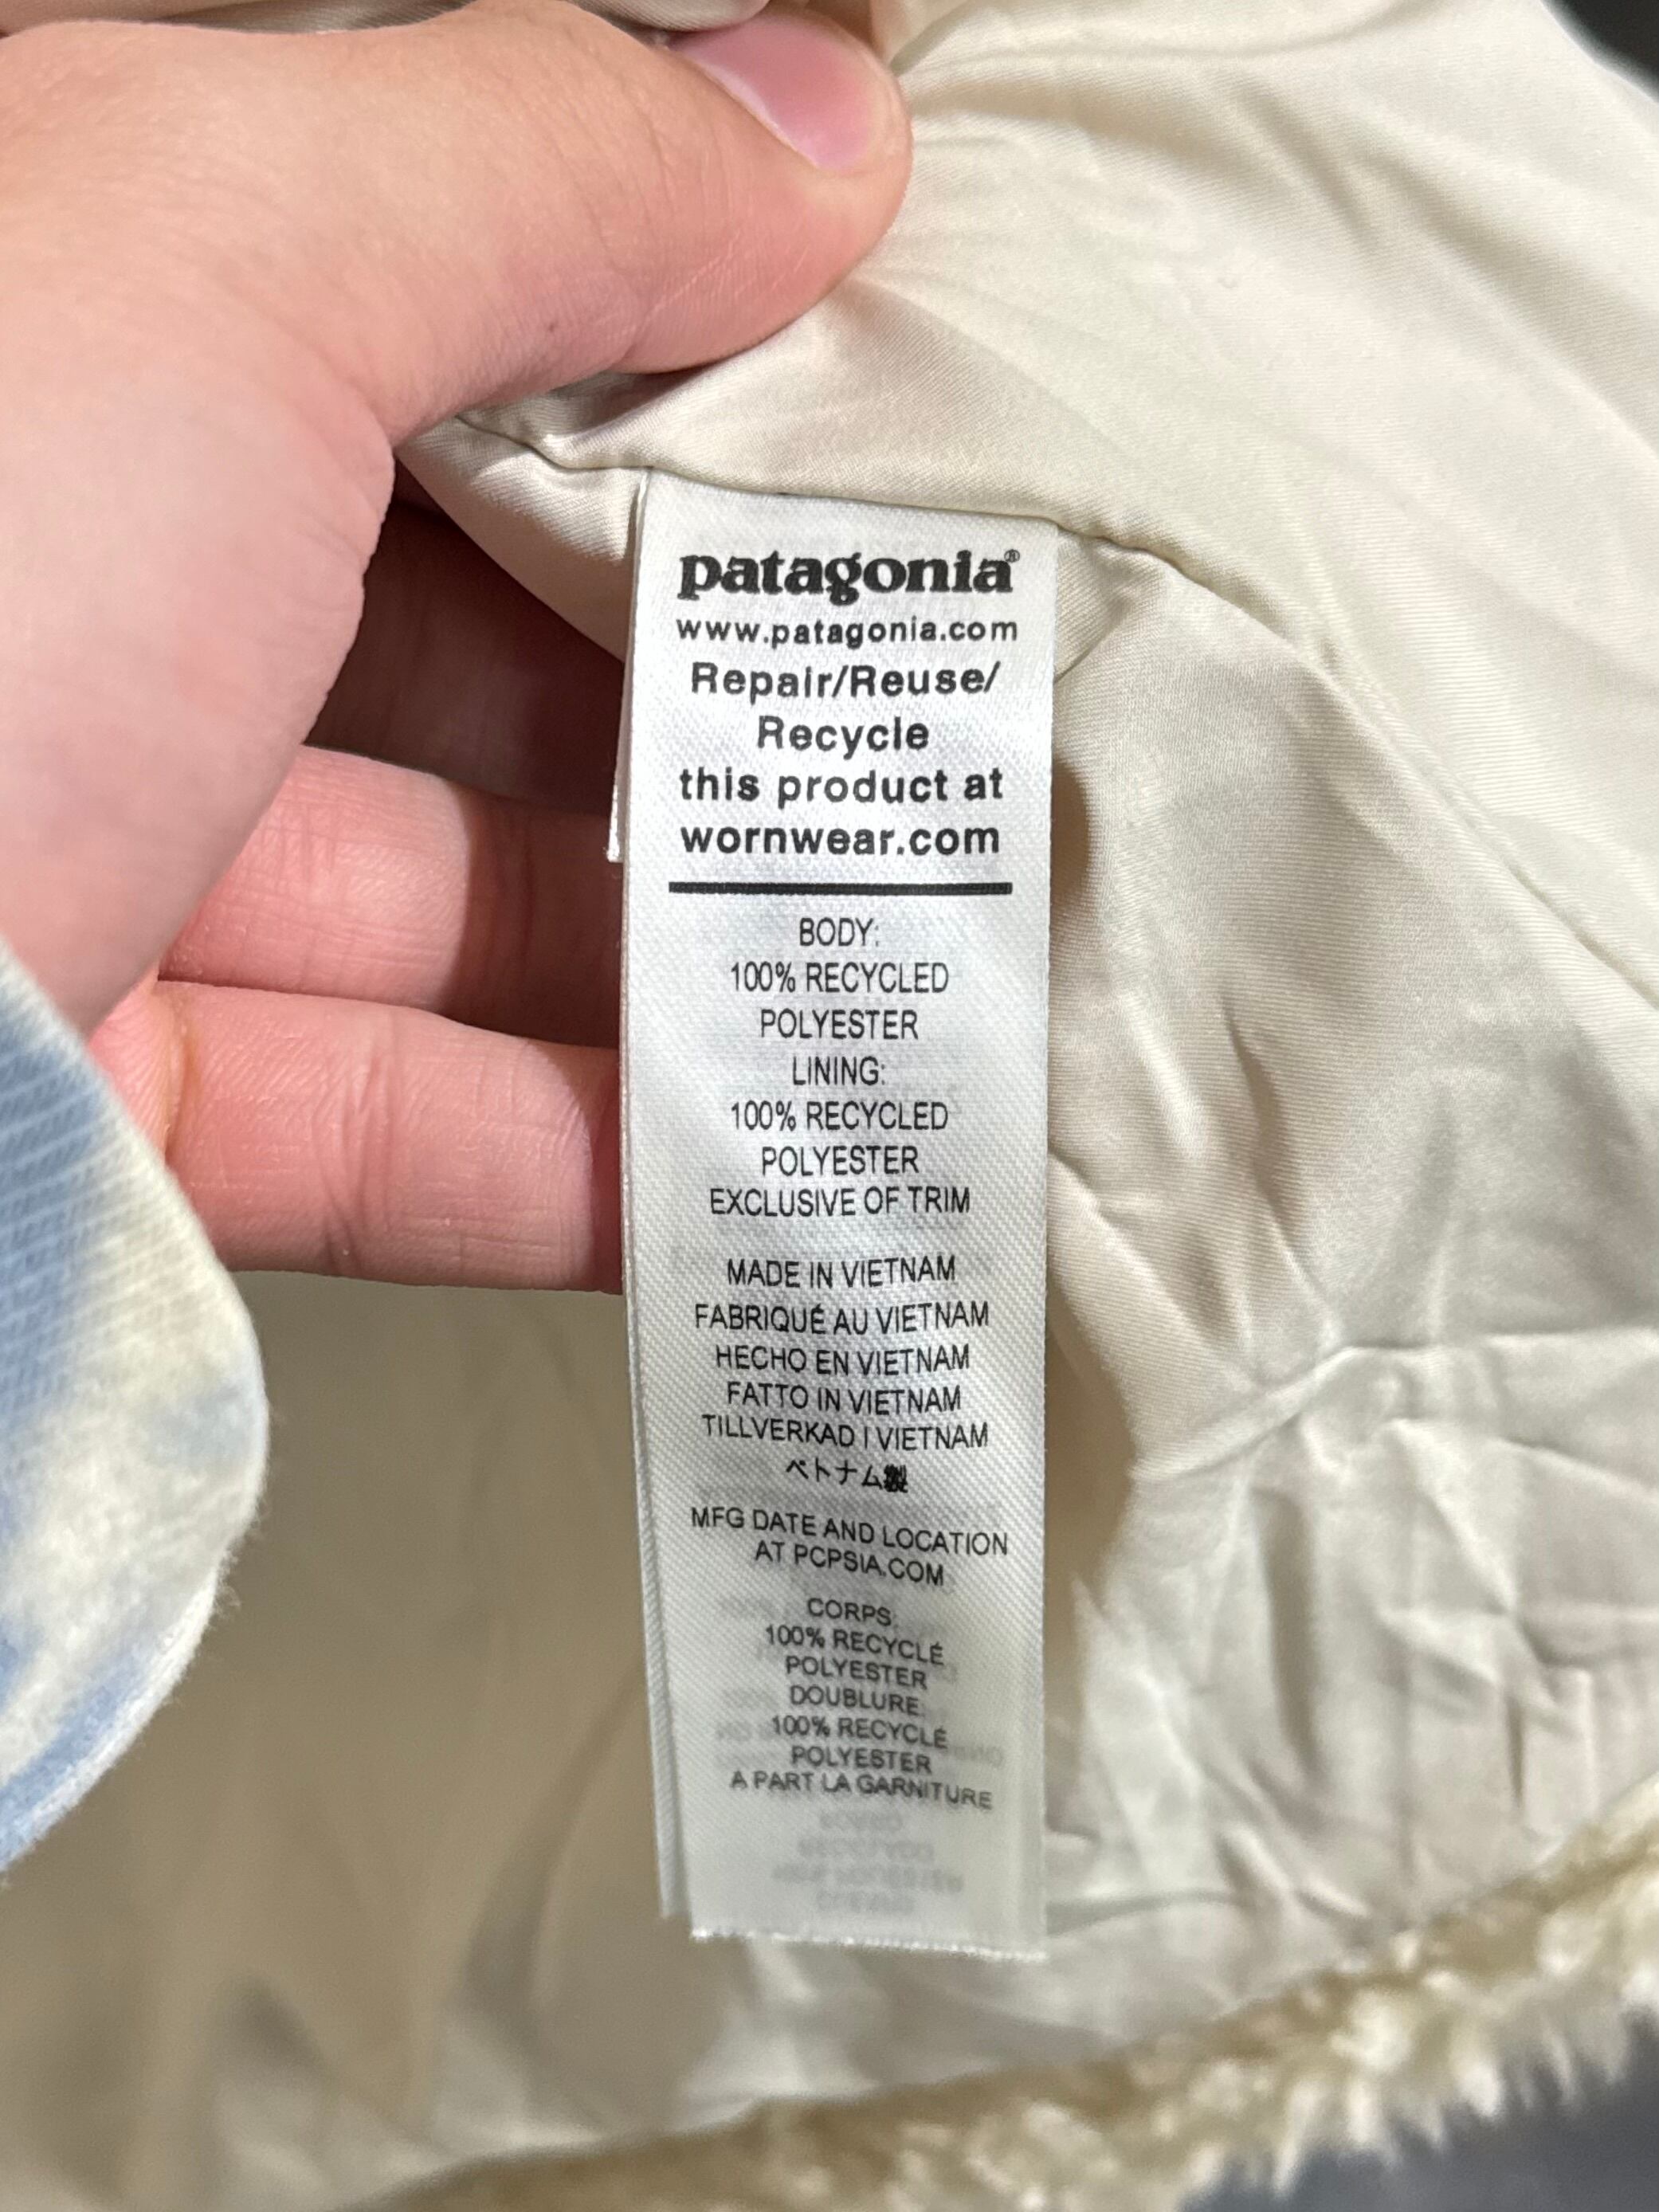 patagonia®
www.patagonia.com
Repair/Reuse/
Recycle
this product at
wornwear.com
BODY:
100% RECYCLED
POLYESTER
LINING:
100% RECYCLED
POLYESTER
EXCLUSIVE OF TRIM
MADE IN VIETNAM
FABRIQUÉ AU VIETNAM
HECHO EN VIETNAM
FATTO IN VIETNAM
TILLVERKAD I VIETNAM
ベトナム製
MFG DATE AND LOCATION
AT PCPSIA.COM
CORPS:
100% RECYCLÉ
POLYESTER
DOUBLURE:
100% RECYCLÉ
POLYESTER
A PART LA GARNITURE